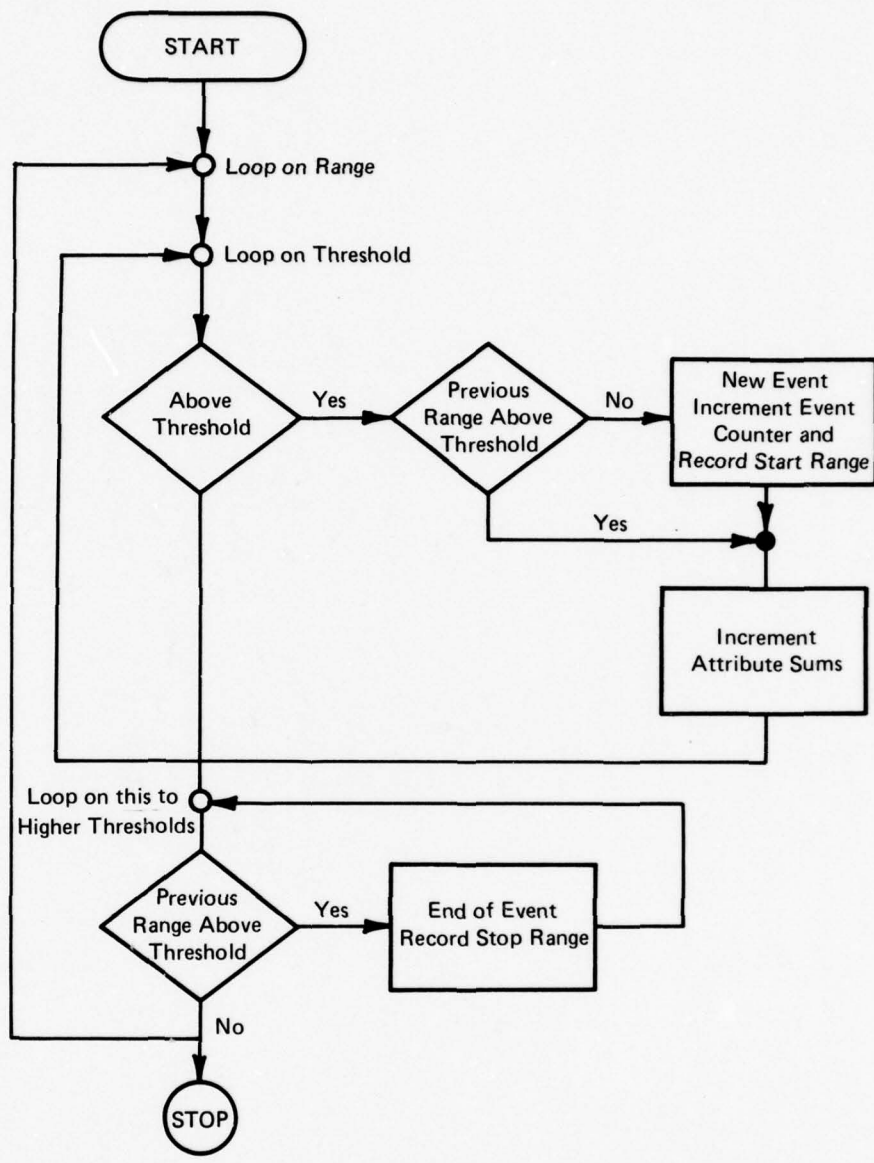 START
Loop on Range
Loop on Threshold
Above
Threshold
Yes
Previous
Range Above
Threshold
No
New Event
Increment Event
Counter and
Record Start Range
Yes
Increment
Attribute Sums
Loop on this to
Higher Thresholds
Previous
Range Above
Threshold
Yes
End of Event
Record Stop Range
No
STOP